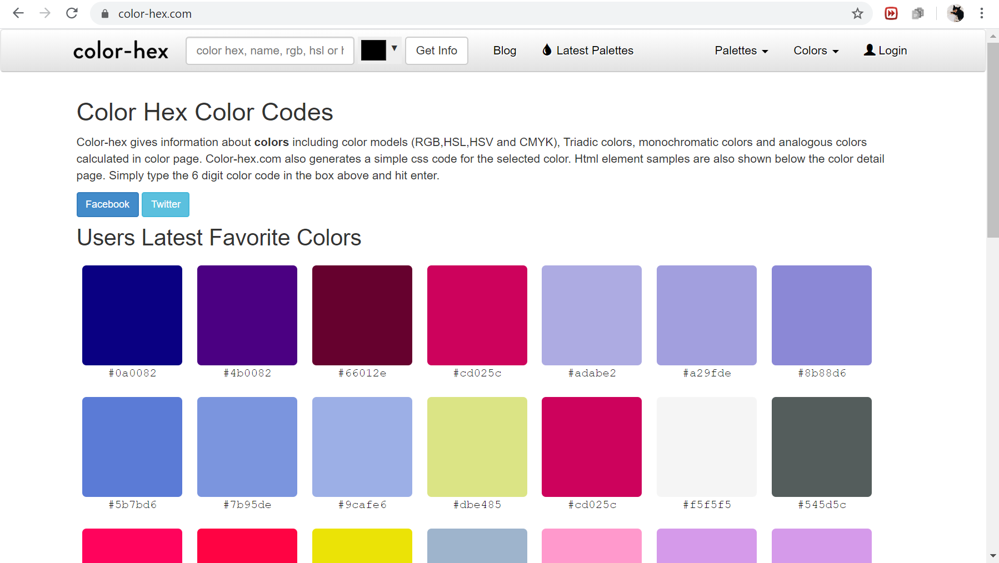 color-hex.com
color-hex
color hex, name, rgb, hsl or h
Get Info
Blog
Latest Palettes
Palettes
Colors
Login
Color Hex Color Codes
Color-hex gives information about colors including color models (RGB,HSL,HSV and CMYK), Triadic colors, monochromatic colors and analogous colors
calculated in color page. Color-hex.com also generates a simple css code for the selected color. Html element samples are also shown below the color detail
page. Simply type the 6 digit color code in the box above and hit enter.
Facebook Twitter
Users Latest Favorite Colors
#0a0082 #4b0082 #66012e #cd025c #adabe2 #a29fde #8b88d6
#5b7bd6 #7b95de #9cafe6 #dbe485 #cd025c #f5f5f5 #545d5c